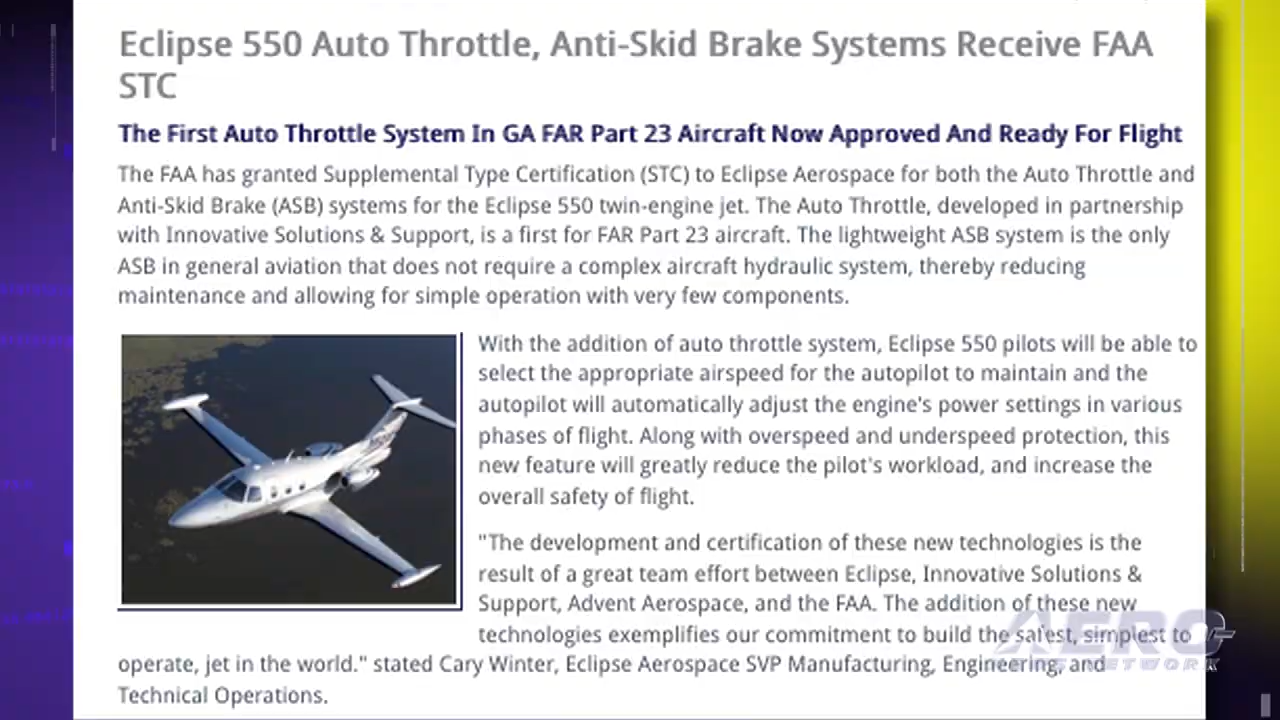 Eclipse 550 Auto Throttle, Anti-Skid Brake Systems Receive FAA
STC
The First Auto Throttle System In GA FAR Part 23 Aircraft Now Approved And Ready For Flight
The FAA has granted Supplemental Type Certification (STC) to Eclipse Aerospace for both the Auto Throttle and
Anti-Skid Brake (ASB) systems for the Eclipse 550 twin-engine jet. The Auto Throttle, developed in partnership
with Innovative Solutions & Support, is a first for FAR Part 23 aircraft. The lightweight ASB system is the only
ASB in general aviation that does not require a complex aircraft hydraulic system, thereby reducing
maintenance and allowing for simple operation with very few components.
With the addition of auto throttle system, Eclipse 550 pilots will be able to
select the appropriate airspeed for the autopilot to maintain and the
autopilot will automatically adjust the engine's power settings in various
phases of flight. Along with overspeed and underspeed protection, this
new feature will greatly reduce the pilot's workload, and increase the
overall safety of flight.
"The development and certification of these new technologies is the
result of a great team effort between Eclipse, Innovative Solutions &
Support, Advent Aerospace, and the FAA. The addition of these new
technologies exemplifies our commitment to build the safest, simplest to
operate, jet in the world." stated Cary Winter, Eclipse Aerospace SVP Manufacturing, Engineering, and
Technical Operations.
AERO
NETWORK